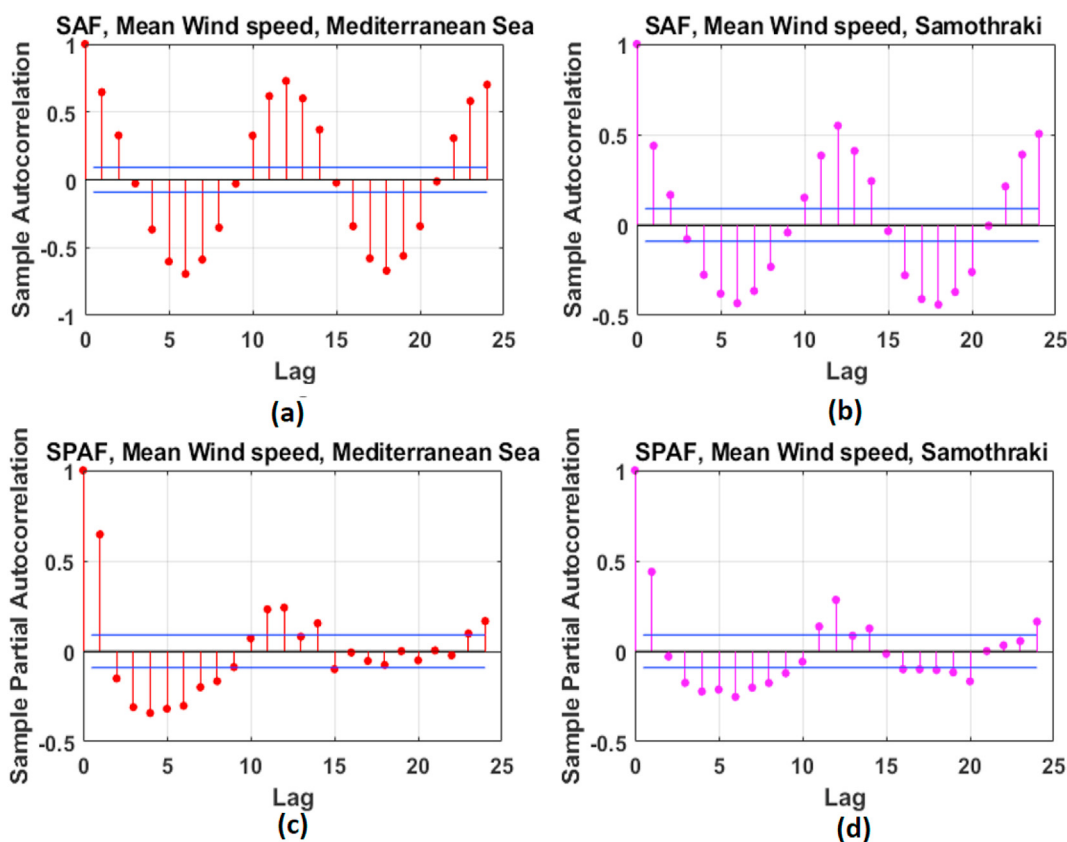 SAF, Mean Wind speed, Mediterranean Sea
1
0.5
0
-0.5
-1
Sample Autocorrelation
0 5 10 15 20 25
Lag
(a)
SAF, Mean Wind speed, Samothraki
1
0.5
0
-0.5
Sample Autocorrelation
0 5 10 15 20 25
Lag
(b)
SPAF, Mean Wind speed, Mediterranean Sea
1
0.5
0
-0.5
Sample Partial Autocorrelation
0 5 10 15 20 25
Lag
(c)
SPAF, Mean Wind speed, Samothraki
1
0.5
0
-0.5
Sample Partial Autocorrelation
0 5 10 15 20 25
Lag
(d)